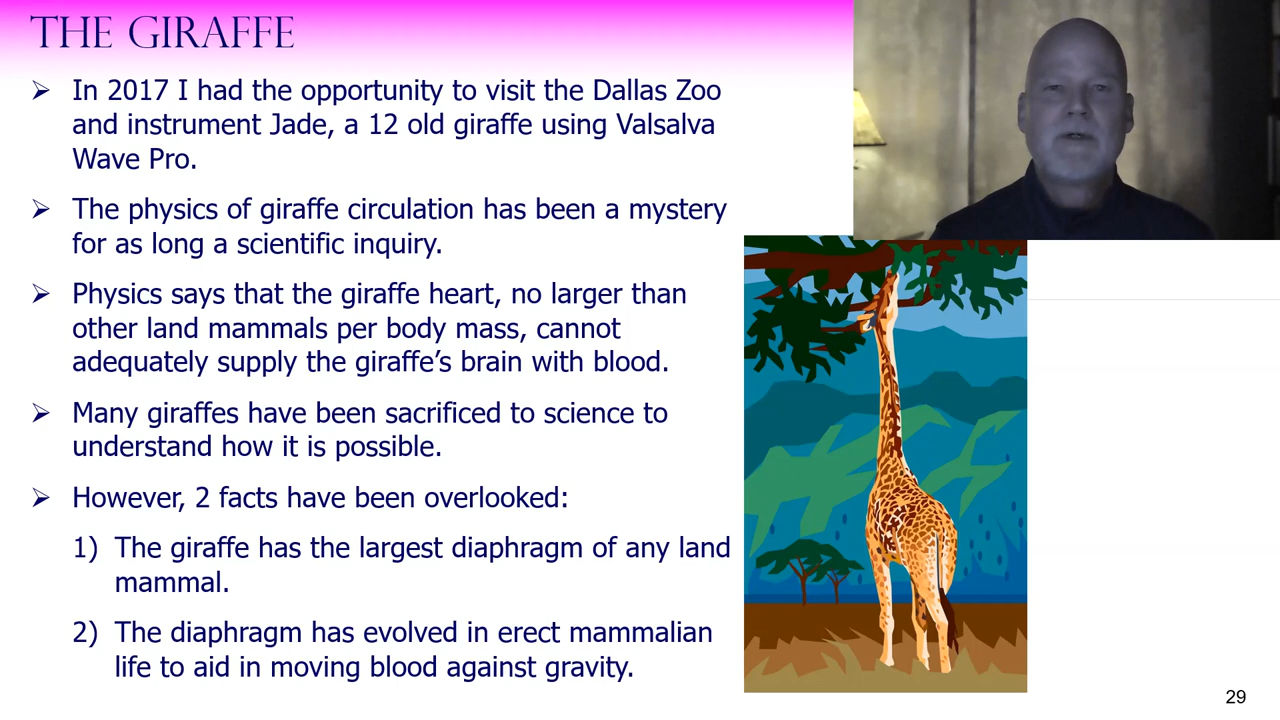 THE GIRAFFE
➢ In 2017 I had the opportunity to visit the Dallas Zoo
and instrument Jade, a 12 old giraffe using Valsalva
Wave Pro.
➢ The physics of giraffe circulation has been a mystery
for as long a scientific inquiry.
➢ Physics says that the giraffe heart, no larger than
other land mammals per body mass, cannot
adequately supply the giraffe’s brain with blood.
➢ Many giraffes have been sacrificed to science to
understand how it is possible.
➢ However, 2 facts have been overlooked:
1) The giraffe has the largest diaphragm of any land
mammal.
2) The diaphragm has evolved in erect mammalian
life to aid in moving blood against gravity.
29